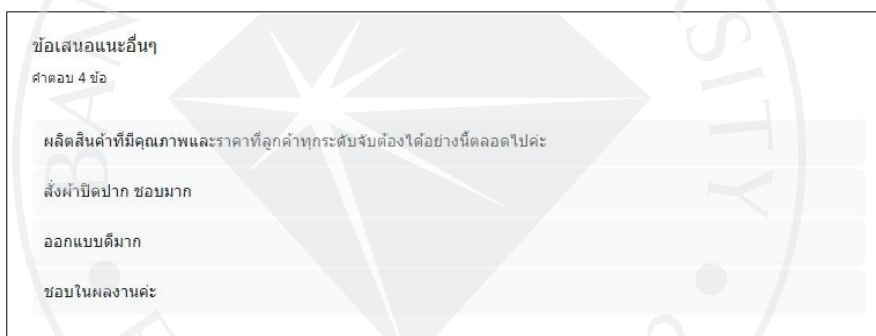 ข้อเสนอแนะอื่นๆ
คำตอบ 4 ข้อ
ผลิตสินค้าที่มีคุณภาพและราคาที่ลูกค้าทุกระดับจับต้องได้อย่างนี้ตลอดไปค่ะ
สั่งผ้าปิดปาก ชอบมาก
ออกแบบดีมาก
ชอบในผลงานค่ะ